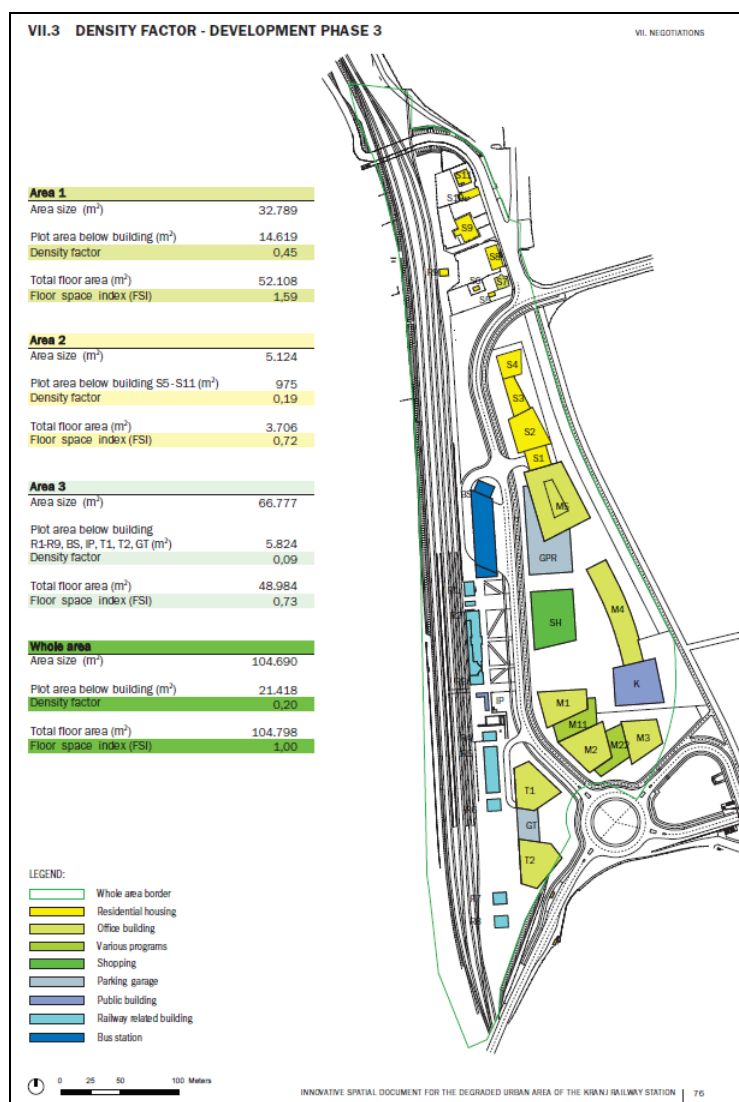 VII.3 DENSITY FACTOR - DEVELOPMENT PHASE 3
VII. NEGOTIATIONS
Area 1
Area size (m²) 32.789
Plot area below building (m²) 14.619
Density factor 0,45
Total floor area (m²) 52.108
Floor space index (FSI) 1,59
Area 2
Area size (m²) 5.124
Plot area below building S5-S11 (m²) 975
Density factor 0,19
Total floor area (m²) 3.706
Floor space index (FSI) 0,72
Area 3
Area size (m²) 66.777
Plot area below building
R1-R9, BS, IP, T1, T2, GT (m²) 5.824
Density factor 0,09
Total floor area (m²) 48.984
Floor space index (FSI) 0,73
Whole area
Area size (m²) 104.690
Plot area below building (m²) 21.418
Density factor 0,20
Total floor area (m²) 104.798
Floor space index (FSI) 1,00
S11
S10
S9
S8
R9
S7
S5
S4
S3
S2
S1
BS
M5
GPR
M4
SH
K
IP
M1
M11
M2
M22
M3
T1
GT
T2
R7
R8
LEGEND:
Whole area border
Residential housing
Office building
Various programs
Shopping
Parking garage
Public building
Railway related building
Bus station
0 25 50 100 Meters
INNOVATIVE SPATIAL DOCUMENT FOR THE DEGRADED URBAN AREA OF THE KRANJ RAILWAY STATION | 76